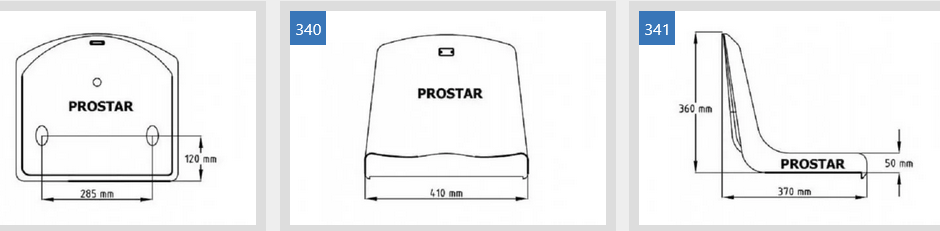 PROSTAR
120 mm
285 mm
340
PROSTAR
410 mm
341
360 mm
PROSTAR
50 mm
370 mm